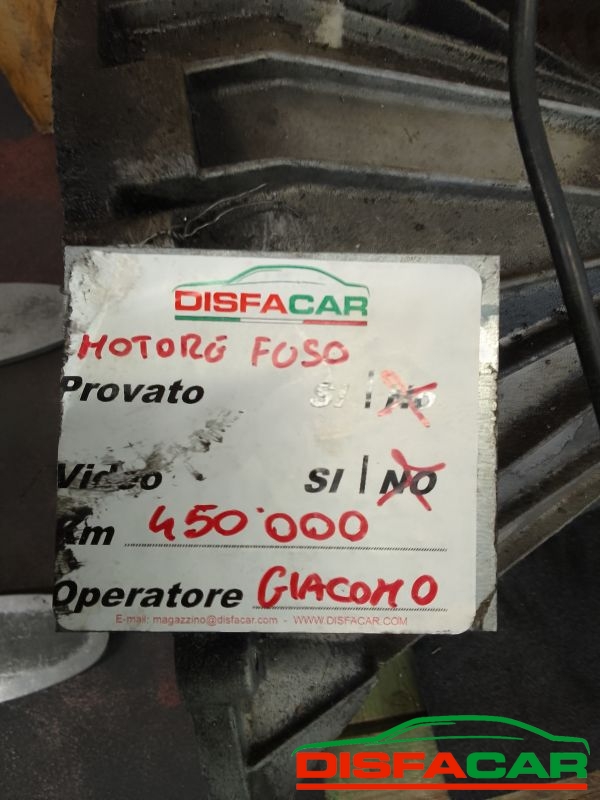 DISFACAR
MOTORE FUSO
Provato SI | NO
Video SI | NO
Km 450'000
Operatore GIACOMO
E-mail: magazzino@disfacar.com - WWW.DISFACAR.COM
DISFACAR